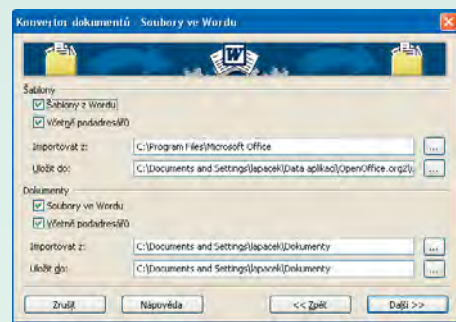 Konvertor dokumentů - Soubory ve Wordu
W
Šablony
Šablony z Wordu
Včetně podadresářů
Importovat z: C:\Program Files\Microsoft Office ...
Uložit do: C:\Documents and Settings\lapacek\Data aplikací\OpenOffice.org2\ ...
Dokumenty
Soubory ve Wordu
Včetně podadresářů
Importovat z: C:\Documents and Settings\lapacek\Dokumenty ...
Uložit do: C:\Documents and Settings\lapacek\Dokumenty ...
Zrušit Nápověda << Zpět Další >>